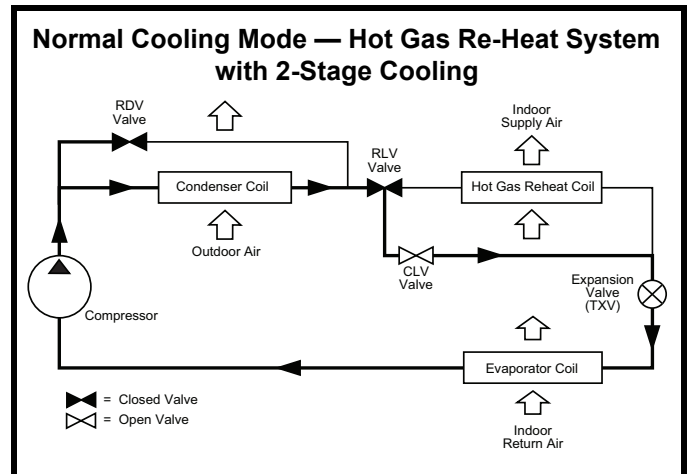 Normal Cooling Mode — Hot Gas Re-Heat System
with 2-Stage Cooling
RDV
Valve
Indoor
Supply Air
RLV
Valve
Condenser Coil
Hot Gas Reheat Coil
Outdoor Air
CLV
Valve
Expansion
Valve
(TXV)
Compressor
Evaporator Coil
= Closed Valve
= Open Valve
Indoor
Return Air